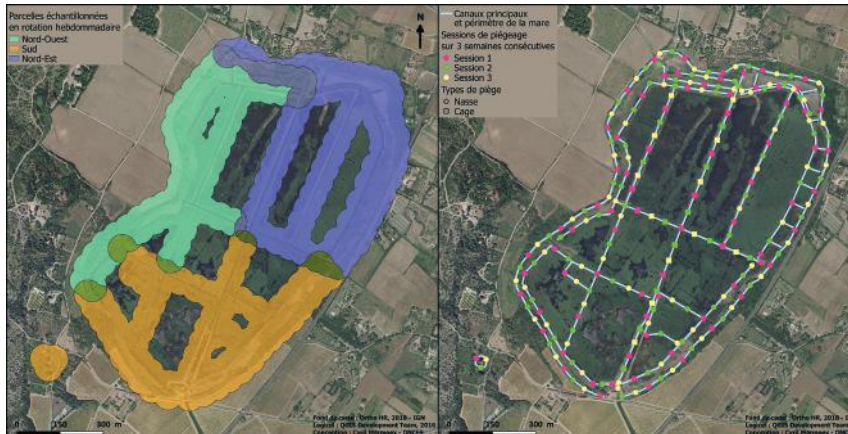 Parcelles échantillonnées
en rotation hebdomadaire
Nord-Ouest
Sud
Nord-Est
N
0 150 300 m
Fond de carte : Ortho HR, 2018 - IGN
Logiciel : QGIS Development Team, 2016
Canaux principaux
et périmètre de la mare
Sessions de piégeage
sur 3 semaines consécutives
Session 1
Session 2
Session 3
Types de piège
Nasse
Cage
0 150 300 m
Fond de carte : Ortho HR, 2018 - IGN
Logiciel : QGIS Development Team, 2016